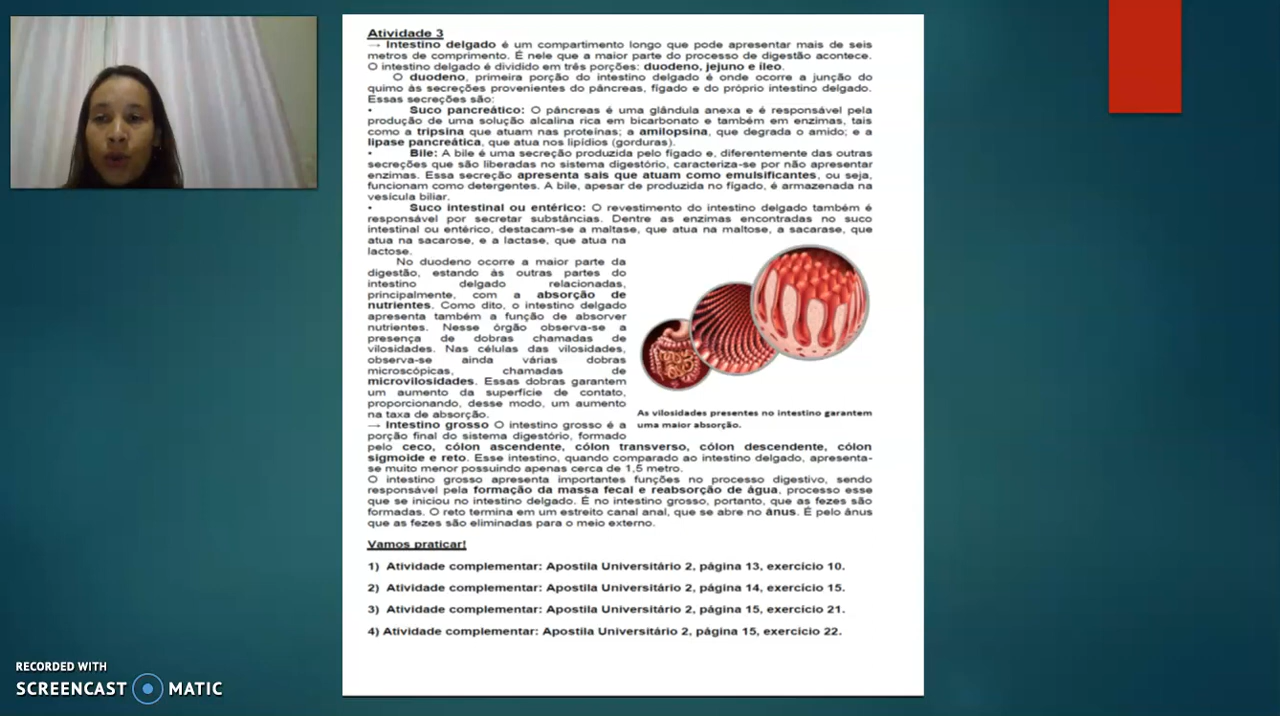 Atividade 3
→ Intestino delgado é um compartimento longo que pode apresentar mais de seis
metros de comprimento. É nele que a maior parte do processo de digestão acontece.
O intestino delgado é dividido em três porções: duodeno, jejuno e íleo.
O duodeno, primeira porção do intestino delgado é onde ocorre a junção do
quimo às secreções provenientes do pâncreas, fígado e do próprio intestino delgado.
Essas secreções são:
• Suco pancreático: O pâncreas é uma glândula anexa e é responsável pela
produção de uma solução alcalina rica em bicarbonato e também em enzimas, tais
como a tripsina que atuam nas proteínas; a amilopsina, que degrada o amido; e a
lipase pancreática, que atua nos lipídios (gorduras).
• Bile: A bile é uma secreção produzida pelo fígado e, diferentemente das outras
secreções que são liberadas no sistema digestório, caracteriza-se por não apresentar
enzimas. Essa secreção apresenta sais que atuam como emulsificantes, ou seja,
funcionam como detergentes. A bile, apesar de produzida no fígado, é armazenada na
vesícula biliar.
• Suco intestinal ou entérico: O revestimento do intestino delgado também é
responsável por secretar substâncias. Dentre as enzimas encontradas no suco
intestinal ou entérico, destacam-se a maltase, que atua na maltose, a sacarase, que
atua na sacarose, e a lactase, que atua na
lactose.
No duodeno ocorre a maior parte da
digestão, estando às outras partes do
intestino delgado relacionadas,
principalmente, com a absorção de
nutrientes. Como dito, o intestino delgado
apresenta também a função de absorver
nutrientes. Nesse órgão observa-se a
presença de dobras chamadas de
vilosidades. Nas células das vilosidades,
observa-se ainda várias dobras
microscópicas, chamadas de
microvilosidades. Essas dobras garantem
um aumento da superfície de contato,
proporcionando, desse modo, um aumento
na taxa de absorção.
As vilosidades presentes no intestino garantem
uma maior absorção.
→ Intestino grosso O intestino grosso é a
porção final do sistema digestório, formado
pelo ceco, cólon ascendente, cólon transverso, cólon descendente, cólon
sigmoide e reto. Esse intestino, quando comparado ao intestino delgado, apresenta-
se muito menor possuindo apenas cerca de 1,5 metro.
O intestino grosso apresenta importantes funções no processo digestivo, sendo
responsável pela formação da massa fecal e reabsorção de água, processo esse
que se iniciou no intestino delgado. É no intestino grosso, portanto, que as fezes são
formadas. O reto termina em um estreito canal anal, que se abre no ânus. É pelo ânus
que as fezes são eliminadas para o meio externo.
Vamos praticar!
1) Atividade complementar: Apostila Universitário 2, página 13, exercício 10.
2) Atividade complementar: Apostila Universitário 2, página 14, exercício 15.
3) Atividade complementar: Apostila Universitário 2, página 15, exercício 21.
4) Atividade complementar: Apostila Universitário 2, página 15, exercício 22.
RECORDED WITH
SCREENCAST MATIC